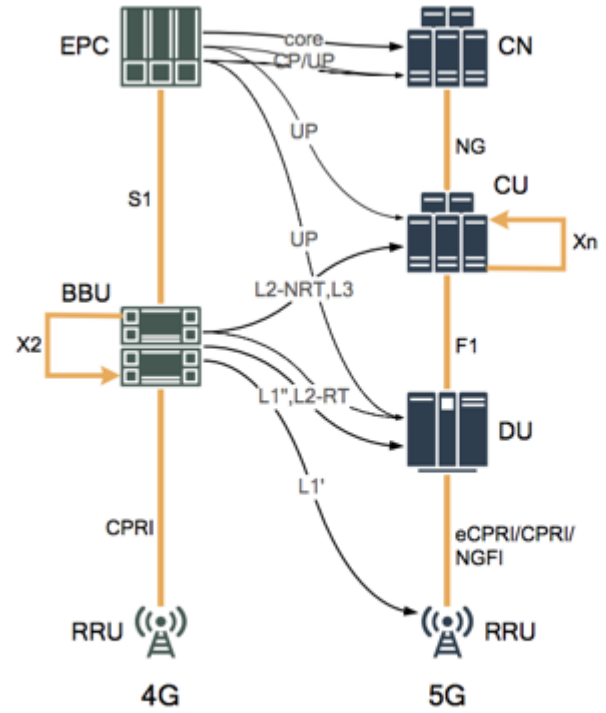 EPC
core
CP/UP
CN
UP
NG
S1
CU
Xn
UP
BBU
L2-NRT,L3
X2
F1
L1",L2-RT
DU
L1'
CPRI
eCPRI/CPRI/
NGFI
RRU
RRU
4G
5G